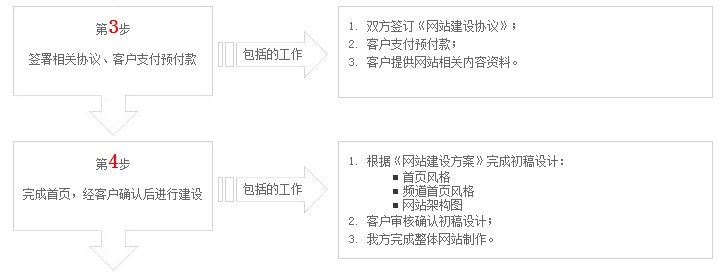 第3步
签署相关协议、客户支付预付款
包括的工作
1. 双方签订《网站建设协议》；
2. 客户支付预付款；
3. 客户提供网站相关内容资料。
第4步
完成首页，经客户确认后进行建设
包括的工作
1. 根据《网站建设方案》完成初稿设计：
■ 首页风格
■ 频道首页风格
■ 网站架构图
2. 客户审核确认初稿设计；
3. 我方完成整体网站制作。